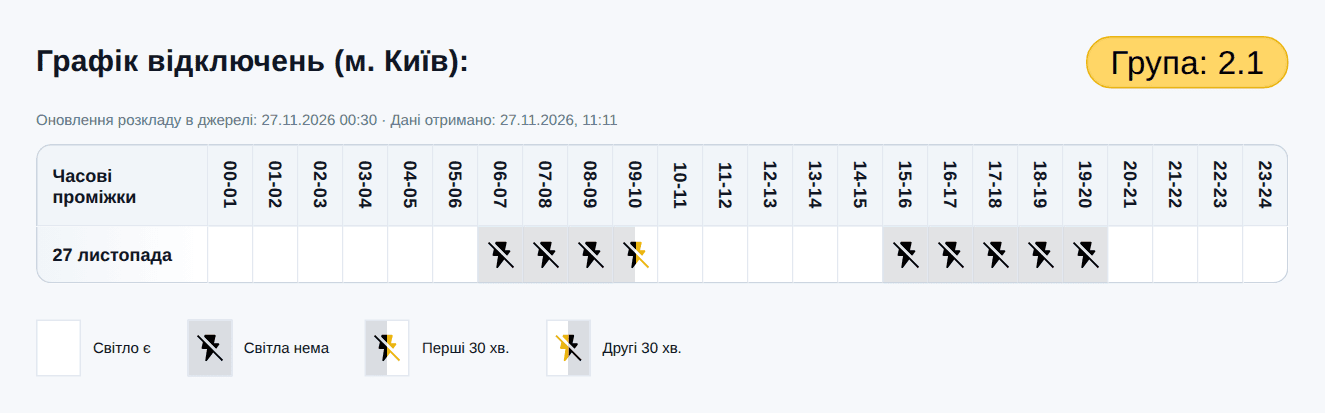 Графік відключень (м. Київ):
Група: 2.1
Оновлення розкладу в джерелі: 27.11.2026 00:30 · Дані отримано: 27.11.2026, 11:11
Часові
проміжки
00-01
01-02
02-03
03-04
04-05
05-06
06-07
07-08
08-09
09-10
10-11
11-12
12-13
13-14
14-15
15-16
16-17
17-18
18-19
19-20
20-21
21-22
22-23
23-24
27 листопада
Світло є
Світла нема
Перші 30 хв.
Другі 30 хв.